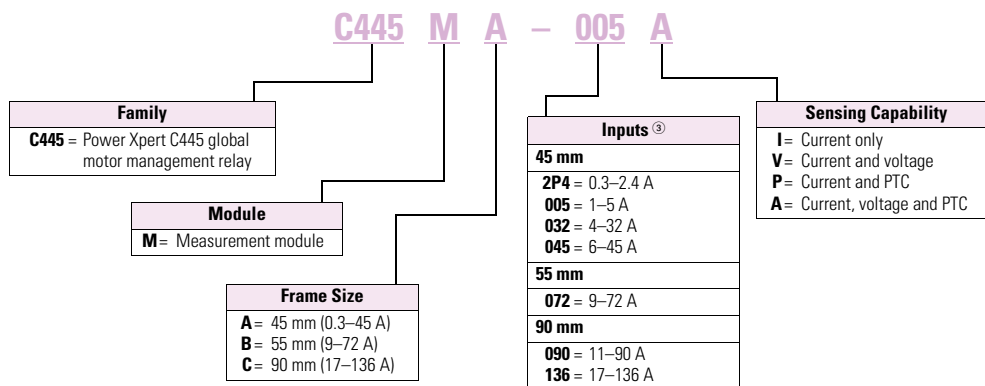 C445 M A – 005 A
Family
C445 = Power Xpert C445 global
motor management relay
Module
M = Measurement module
Frame Size
A = 45 mm (0.3–45 A)
B = 55 mm (9–72 A)
C = 90 mm (17–136 A)
Inputs ③
45 mm
2P4 = 0.3–2.4 A
005 = 1–5 A
032 = 4–32 A
045 = 6–45 A
55 mm
072 = 9–72 A
90 mm
090 = 11–90 A
136 = 17–136 A
Sensing Capability
I = Current only
V = Current and voltage
P = Current and PTC
A = Current, voltage and PTC